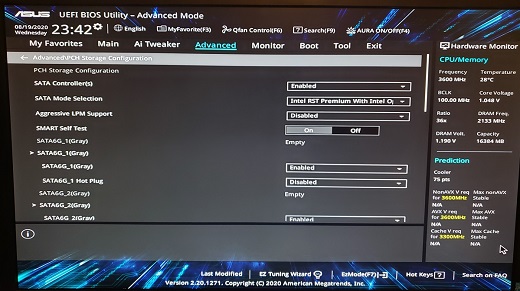 ASUS UEFI BIOS Utility – Advanced Mode
08/19/2020 Wednesday 23:42 English MyFavorite(F3) Qfan Control(F6) Search(F9) AURA ON/OFF(F4)
My Favorites Main Ai Tweaker Advanced Monitor Boot Tool Exit
Hardware Monitor
← Advanced\PCH Storage Configuration
PCH Storage Configuration
SATA Controller(s) Enabled
SATA Mode Selection Intel RST Premium With Intel Op
Aggressive LPM Support Disabled
SMART Self Test On Off
SATA6G_1(Gray) Empty
> SATA6G_1(Gray)
SATA6G_1(Gray) Enabled
SATA6G_1 Hot Plug Disabled
SATA6G_2(Gray) Empty
> SATA6G_2(Gray)
SATA6G_2(Gray) Enabled
CPU/Memory
Frequency Temperature
3600 MHz 28°C
BCLK Core Voltage
100.00 MHz 1.048 V
Ratio DRAM Freq.
36x 2133 MHz
DRAM Volt. Capacity
1.190 V 16384 MB
Prediction
Cooler
75 pts
NonAVX V req Max nonAVX
for 3600MHz Stable
N/A N/A
AVX V req Max AVX
for 3600MHz Stable
N/A N/A
Cache V req Max Cache
for 3300MHz Stable
N/A N/A
Last Modified EZ Tuning Wizard EzMode(F7) Hot Keys ? Search on FAQ
Version 2.20.1271. Copyright (C) 2020 American Megatrends, Inc.